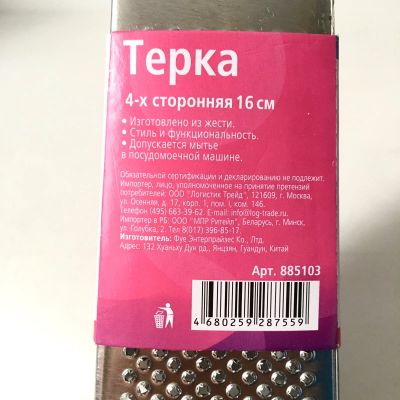 Терка
4-х сторонняя 16 см
• Изготовлено из жести.
• Стиль и функциональность.
• Допускается мытье
в посудомоечной машине.
Обязательной сертификации и декларированию не подлежит.
Импортер, лицо, уполномоченное на принятие претензий
потребителей: ООО "Логистик Трейд", 121609, г. Москва,
ул. Осенняя, д. 17, корп. 1, пом. I, ком. 146.
Телефон (495) 663-39-62. E-mail: info@log-trade.ru.
Импортер в РБ: ООО "МПР Ритейл", Беларусь, г. Минск,
ул. Голубка, 2. Тел 8(017) 396-85-17.
Изготовитель: Фуе Энтерпрайзес Ко., Лтд.
Адрес: 132 Хуаньху Дун рд., Янцзян, Гуандун, Китай
Арт. 885103
4 680259 287559